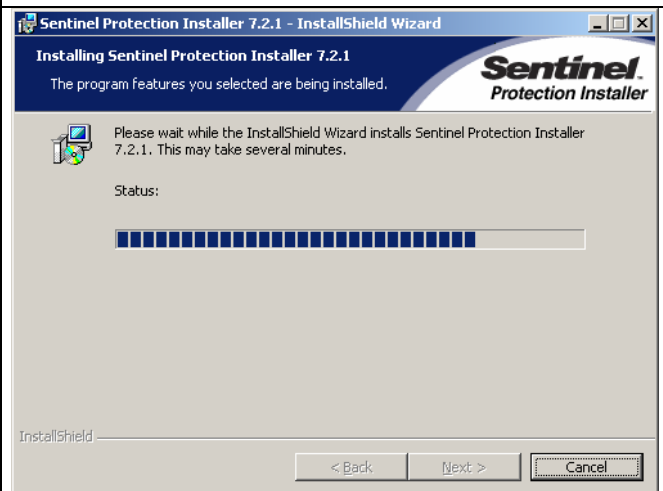 Sentinel Protection Installer 7.2.1 - InstallShield Wizard
Installing Sentinel Protection Installer 7.2.1
The program features you selected are being installed.
Sentinel.
Protection Installer
Please wait while the InstallShield Wizard installs Sentinel Protection Installer
7.2.1. This may take several minutes.
Status:
InstallShield
< Back
Next >
Cancel